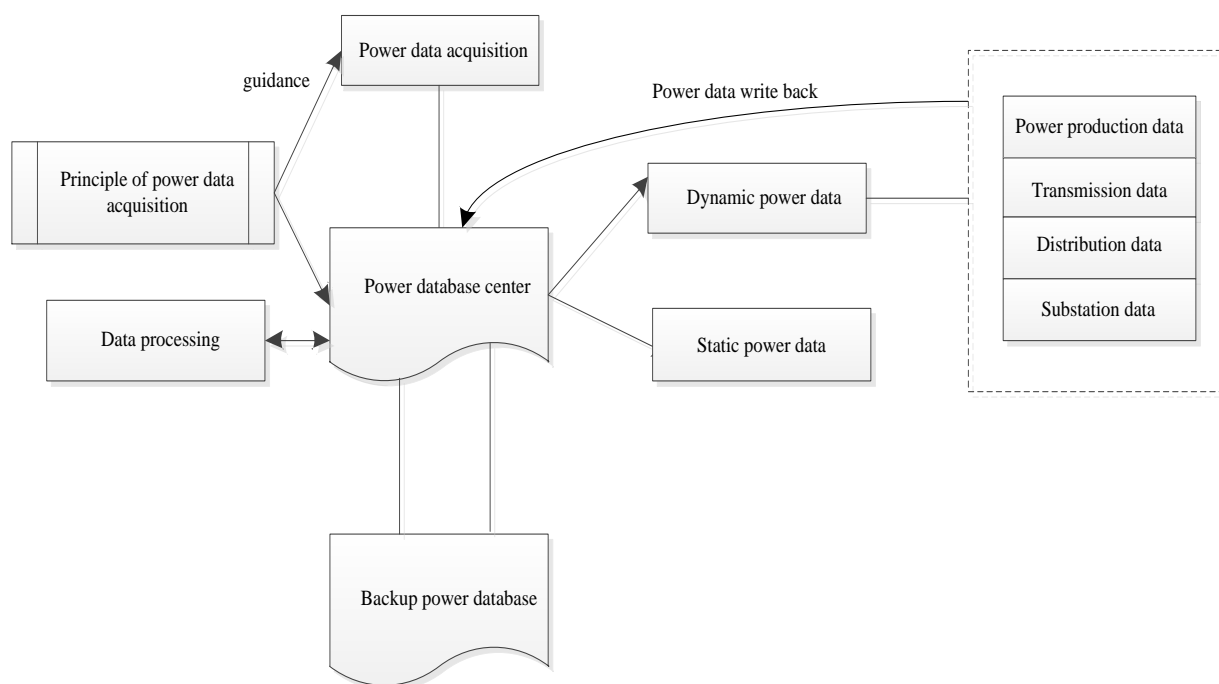 Power data acquisition
guidance
Power data write back
Power production data
Principle of power data
acquisition
Transmission data
Dynamic power data
Distribution data
Power database center
Substation data
Data processing
Static power data
Backup power database